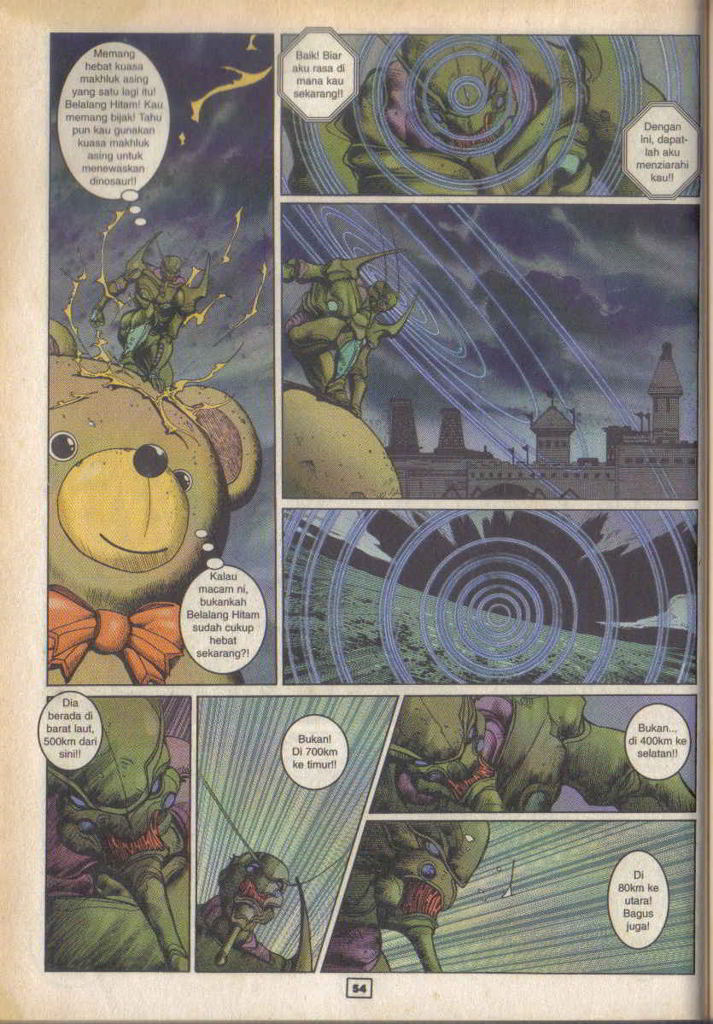 Memang
hebat kuasa
makhluk asing
yang satu lagi itu!
Belalang Hitam! Kau
memang bijak! Tahu
pun kau gunakan
kuasa makhluk
asing untuk
menewaskan
dinosaur!!
Kalau
macam ni,
bukankah
Belalang Hitam
sudah cukup
hebat
sekarang?!
Baik! Biar
aku rasa di
mana kau
sekarang!!
Dengan
ini, dapat-
lah aku
menziarahi
kau!!
Dia
berada di
barat laut,
500km dari
sini!!
Bukan!
Di 700km
ke timur!!
Bukan..,
di 400km ke
selatan!!
Di
80km ke
utara!
Bagus
juga!
54